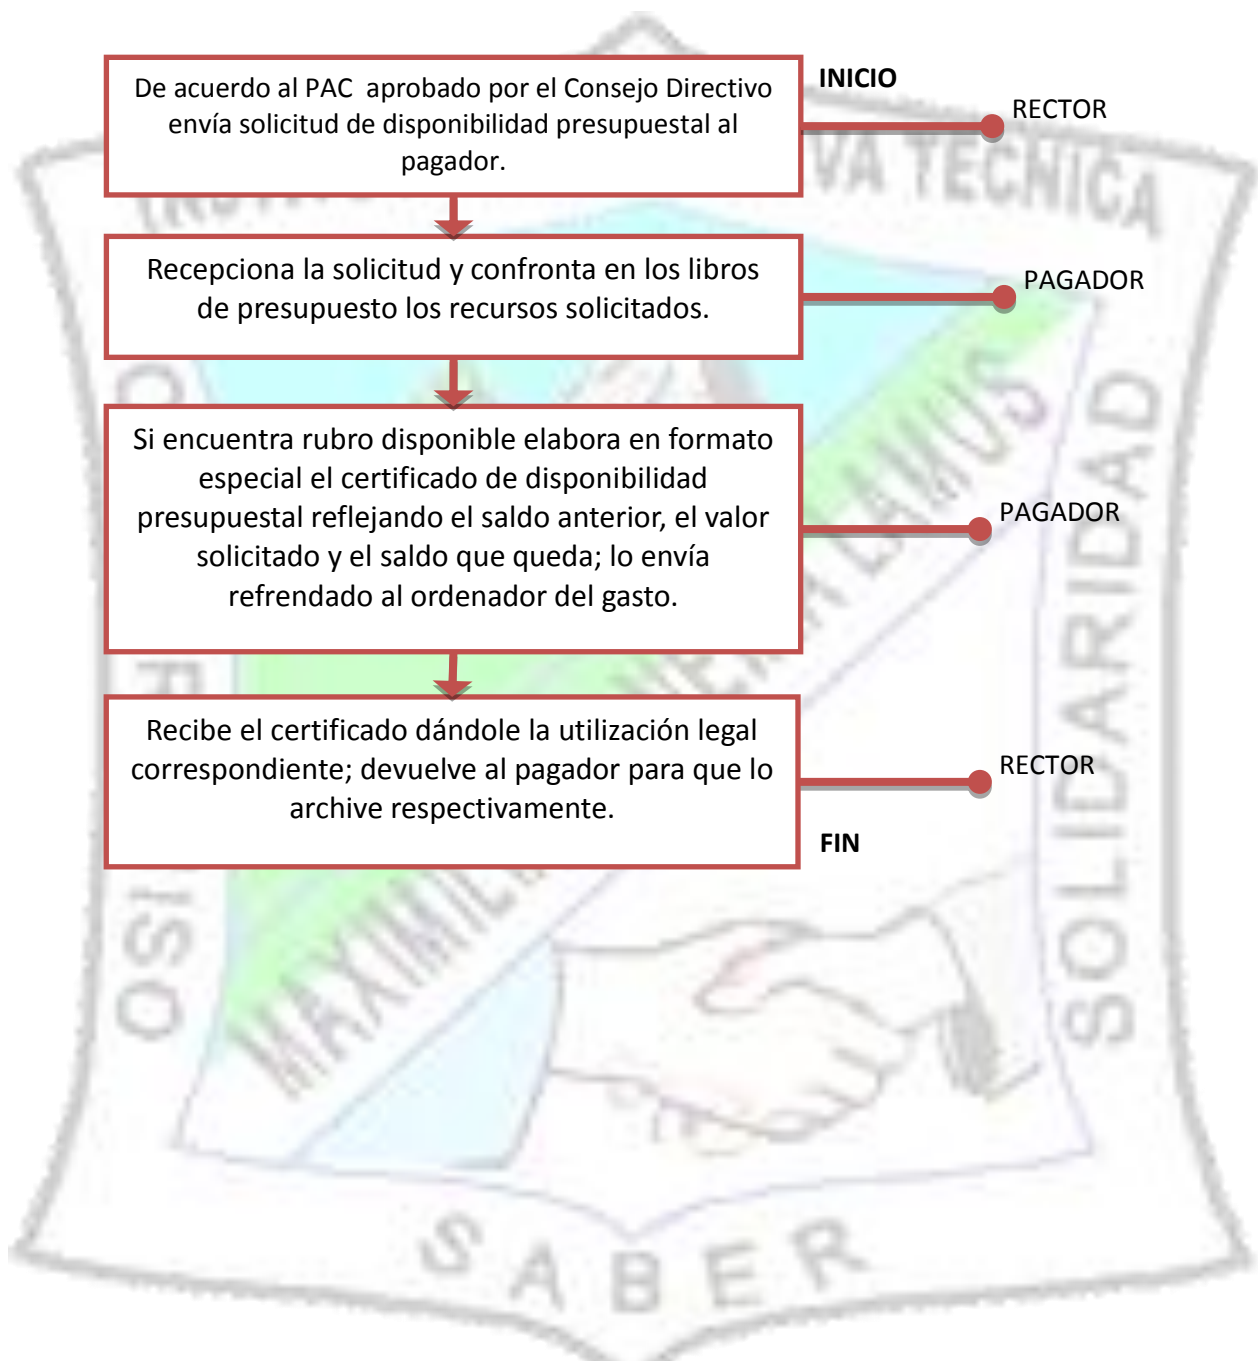 INICIO
De acuerdo al PAC aprobado por el Consejo Directivo
envía solicitud de disponibilidad presupuestal al
pagador.
RECTOR
Recepciona la solicitud y confronta en los libros
de presupuesto los recursos solicitados.
PAGADOR
Si encuentra rubro disponible elabora en formato
especial el certificado de disponibilidad
presupuestal reflejando el saldo anterior, el valor
solicitado y el saldo que queda; lo envía
refrendado al ordenador del gasto.
PAGADOR
Recibe el certificado dándole la utilización legal
correspondiente; devuelve al pagador para que lo
archive respectivamente.
RECTOR
FIN
TECNICA
LAMUS
SOLIDARIDAD
SABER